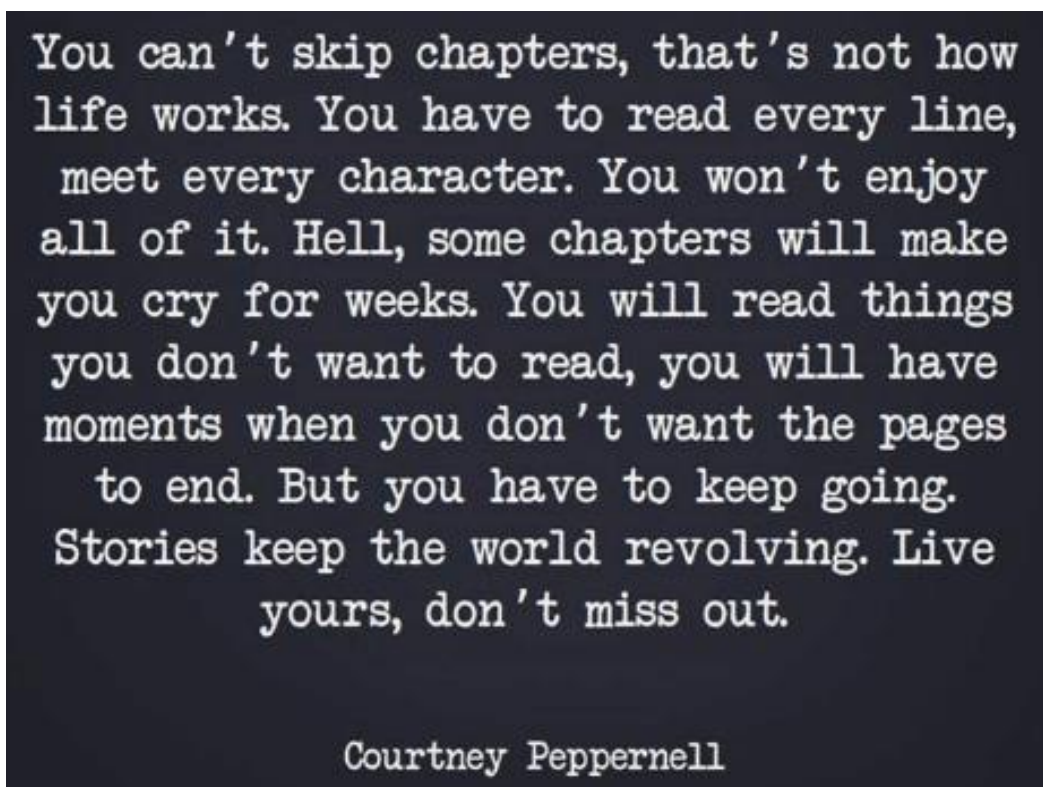 You can't skip chapters, that's not how
life works. You have to read every line,
meet every character. You won't enjoy
all of it. Hell, some chapters will make
you cry for weeks. You will read things
you don't want to read, you will have
moments when you don't want the pages
to end. But you have to keep going.
Stories keep the world revolving. Live
yours, don't miss out.
Courtney Peppernell